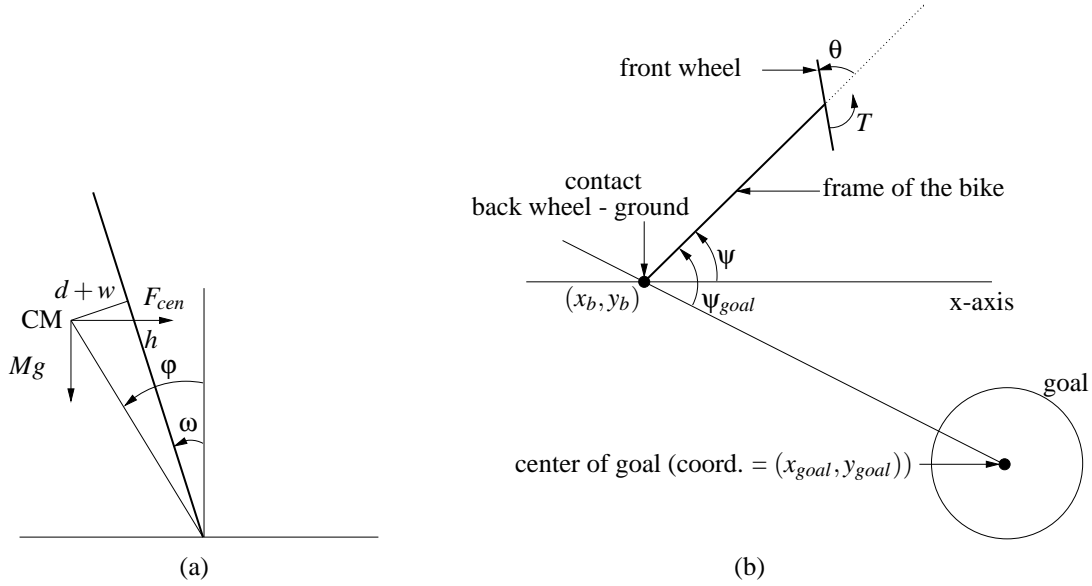 d + w
F_cen
CM
h
Mg
φ
ω
(a)
θ
front wheel
T
contact
back wheel - ground
frame of the bike
ψ
(x_b, y_b)
ψ_goal
x-axis
goal
center of goal (coord. = (x_goal, y_goal))
(b)